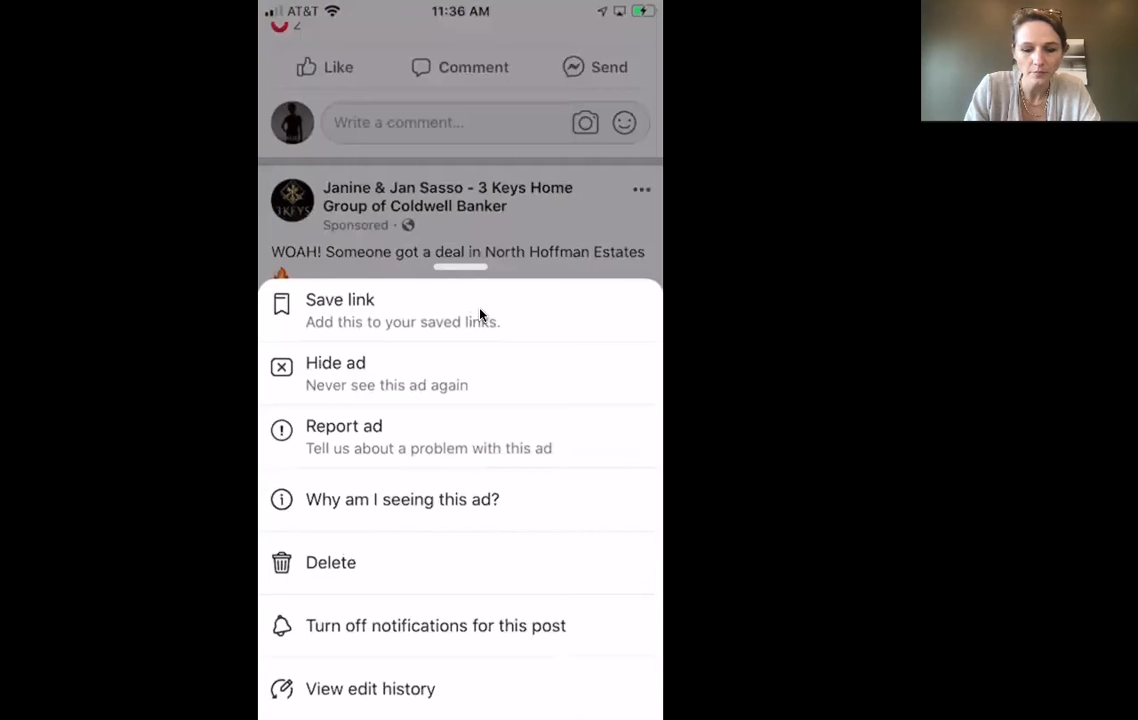 AT&T 11:36 AM
2
Like Comment Send
Write a comment...
3 KEYS
Janine & Jan Sasso - 3 Keys Home
Group of Coldwell Banker
Sponsored ·
WOAH! Someone got a deal in North Hoffman Estates
Save link
Add this to your saved links.
Hide ad
Never see this ad again
Report ad
Tell us about a problem with this ad
Why am I seeing this ad?
Delete
Turn off notifications for this post
View edit history